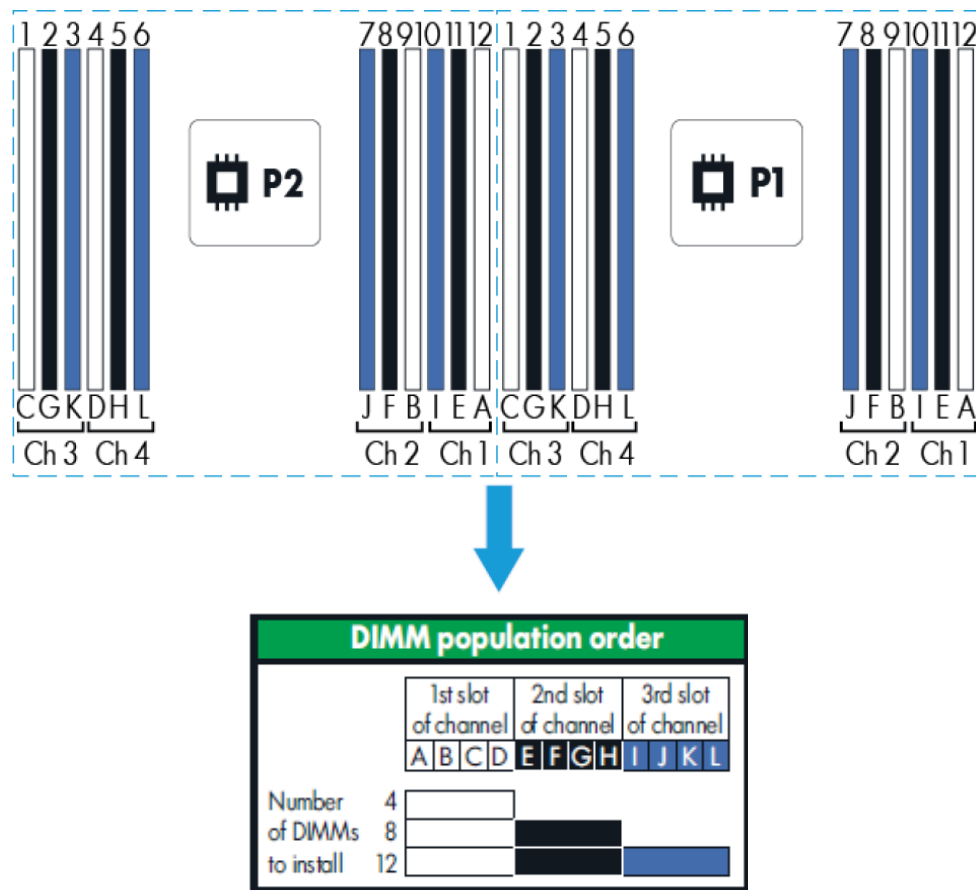 1 2 3 4 5 6 7 8 9 10 11 12 1 2 3 4 5 6 7 8 9 10 11 12
P2 P1
C G K D H L J F B I E A C G K D H L J F B I E A
Ch 3 Ch 4 Ch 2 Ch 1 Ch 3 Ch 4 Ch 2 Ch 1
DIMM population order
1st slot 2nd slot 3rd slot
of channel of channel of channel
A B C D E F G H I J K L
Number 4
of DIMMs 8
to install 12